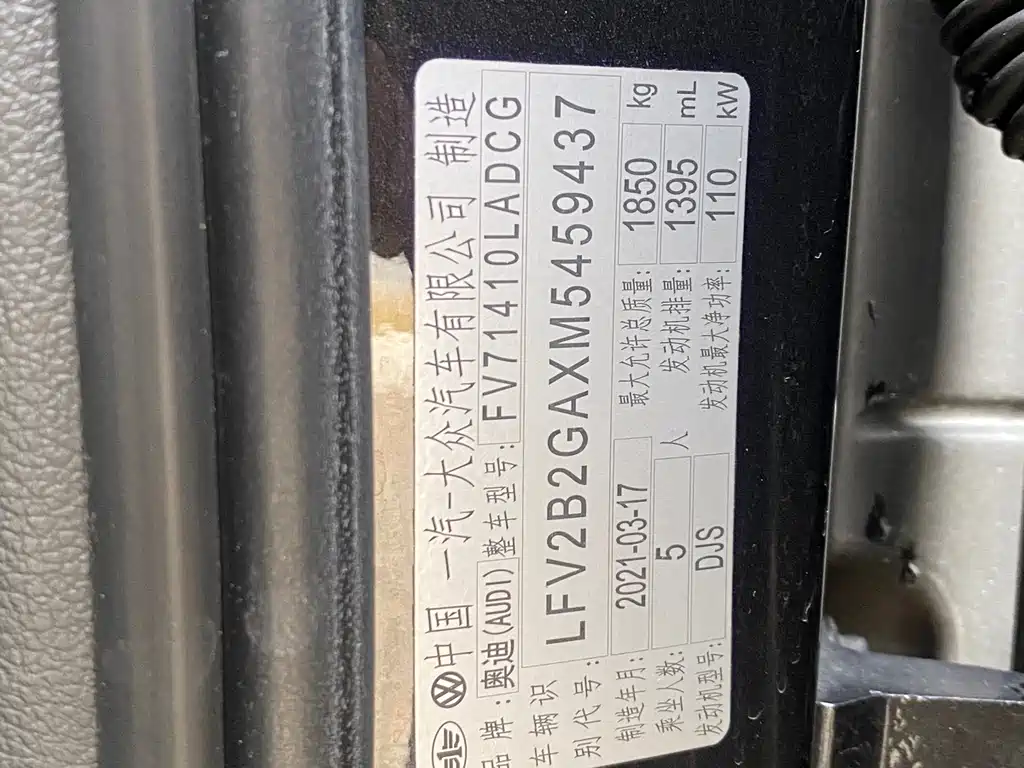 中国 一汽-大众汽车有限公司 制造
品牌: 奥迪(AUDI) 整车型号: FV71410LADCG
车辆识别代号: LFV2B2GAXM5459437
制造年月: 2021-03-17 最大允许总质量: 1850 kg
乘坐人数: 5 人 发动机排量: 1395 mL
发动机型号: DJS 发动机最大净功率: 110 kW